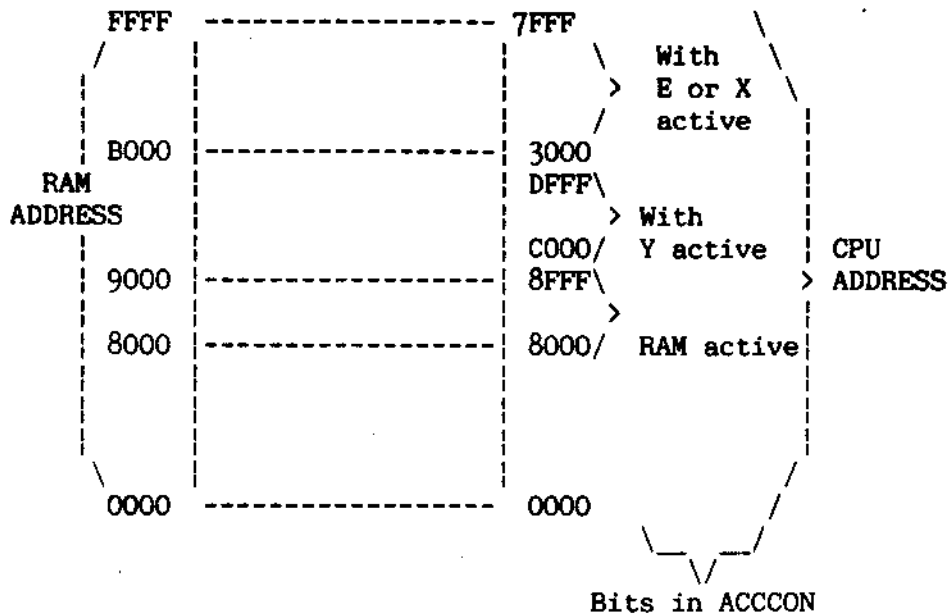 FFFF ---------------------- 7FFF
With
E or X
active
B000 ---------------------- 3000
RAM
ADDRESS
DFFF
With
Y active
C000
CPU
ADDRESS
9000 ---------------------- 8FFF
8000 ---------------------- 8000 RAM active
0000 ---------------------- 0000
Bits in ACCCON